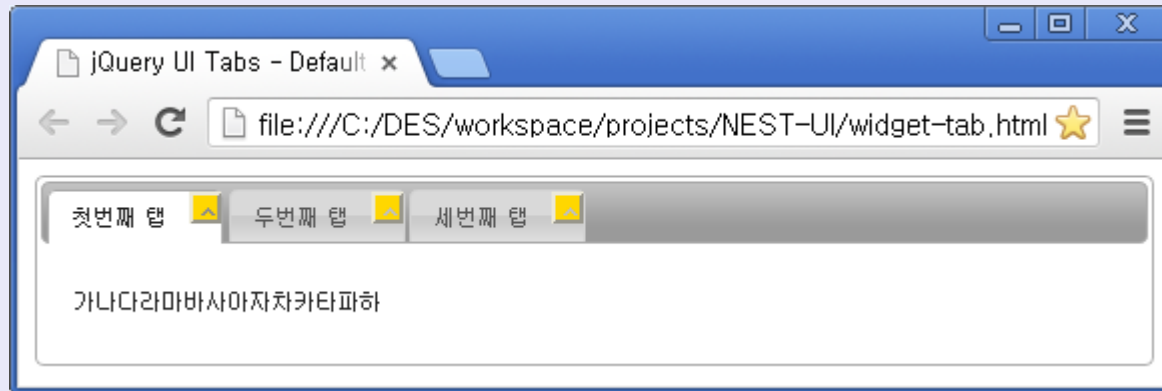 jQuery UI Tabs - Default
file:///C:/DES/workspace/projects/NEST-UI/widget-tab.html
첫번째 탭 두번째 탭 세번째 탭
가나다라마바사아자차카타파하